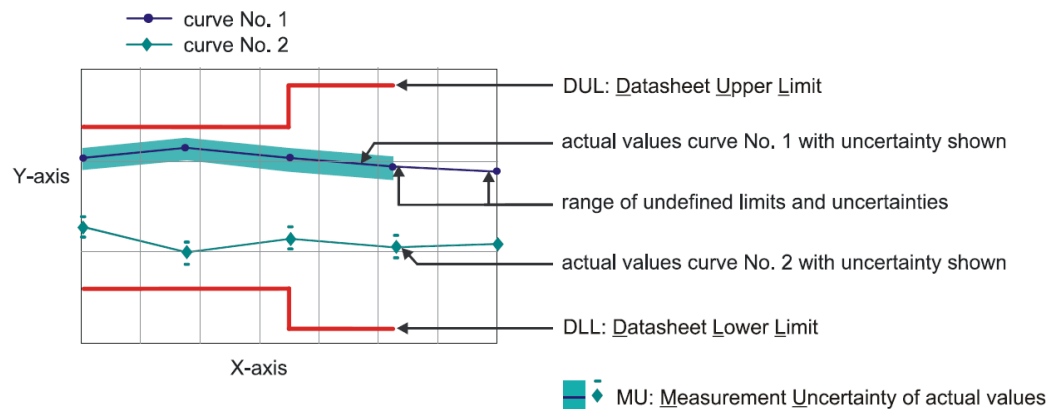 curve No. 1
curve No. 2
DUL: Datasheet Upper Limit
actual values curve No. 1 with uncertainty shown
Y-axis
range of undefined limits and uncertainties
actual values curve No. 2 with uncertainty shown
DLL: Datasheet Lower Limit
X-axis
MU: Measurement Uncertainty of actual values